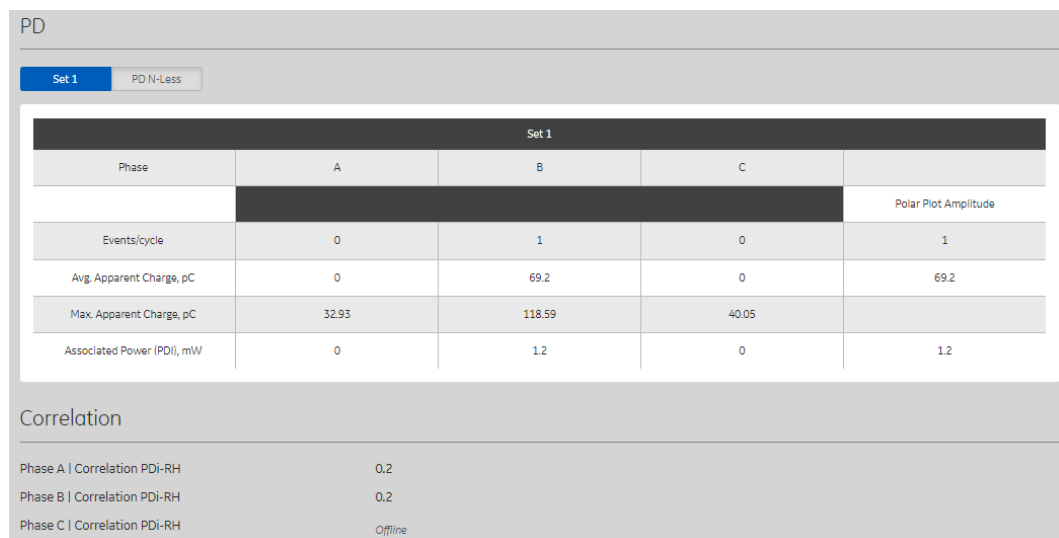 PD
Set 1 PD N-Less
Set 1
Phase A B C
Polar Plot Amplitude
Events/cycle 0 1 0 1
Avg. Apparent Charge, pC 0 69.2 0 69.2
Max. Apparent Charge, pC 32.93 118.59 40.05
Associated Power (PDI), mW 0 1.2 0 1.2
Correlation
Phase A | Correlation PDi-RH 0.2
Phase B | Correlation PDi-RH 0.2
Phase C | Correlation PDi-RH Offline